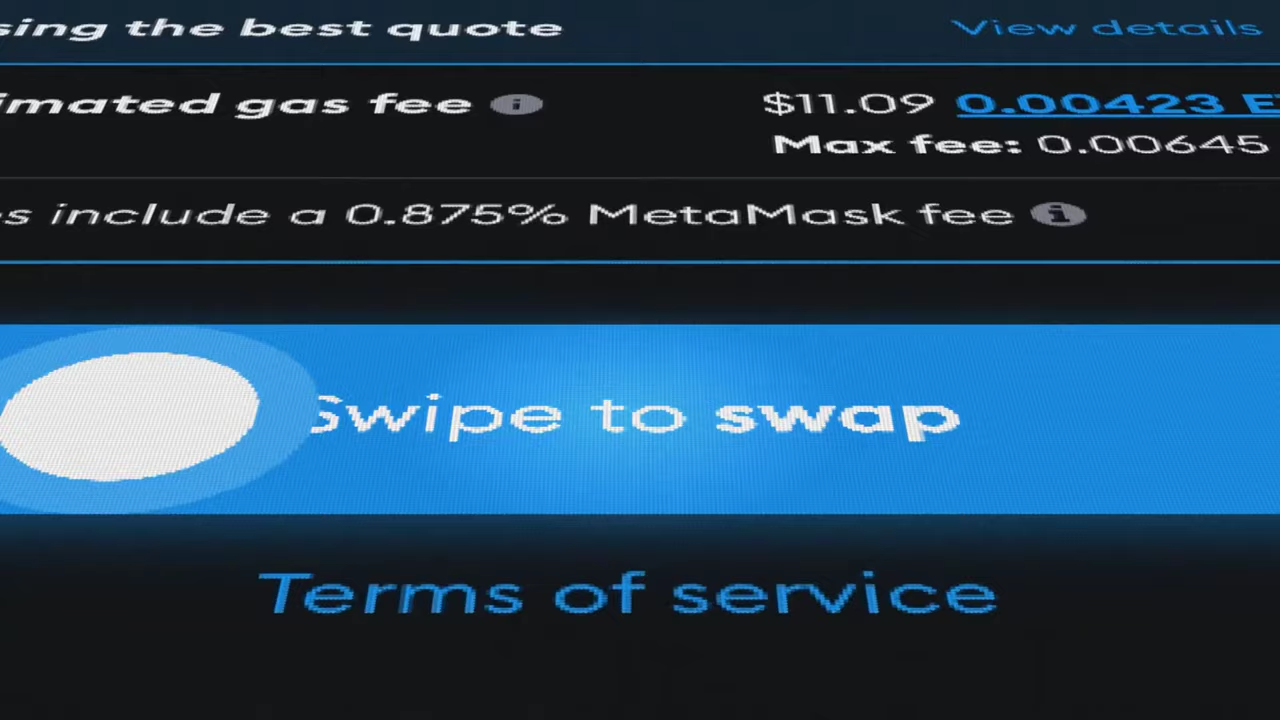 sing the best quote View details
imated gas fee $11.09 0.00423 E
Max fee: 0.00645
s include a 0.875% MetaMask fee
Swipe to swap
Terms of service